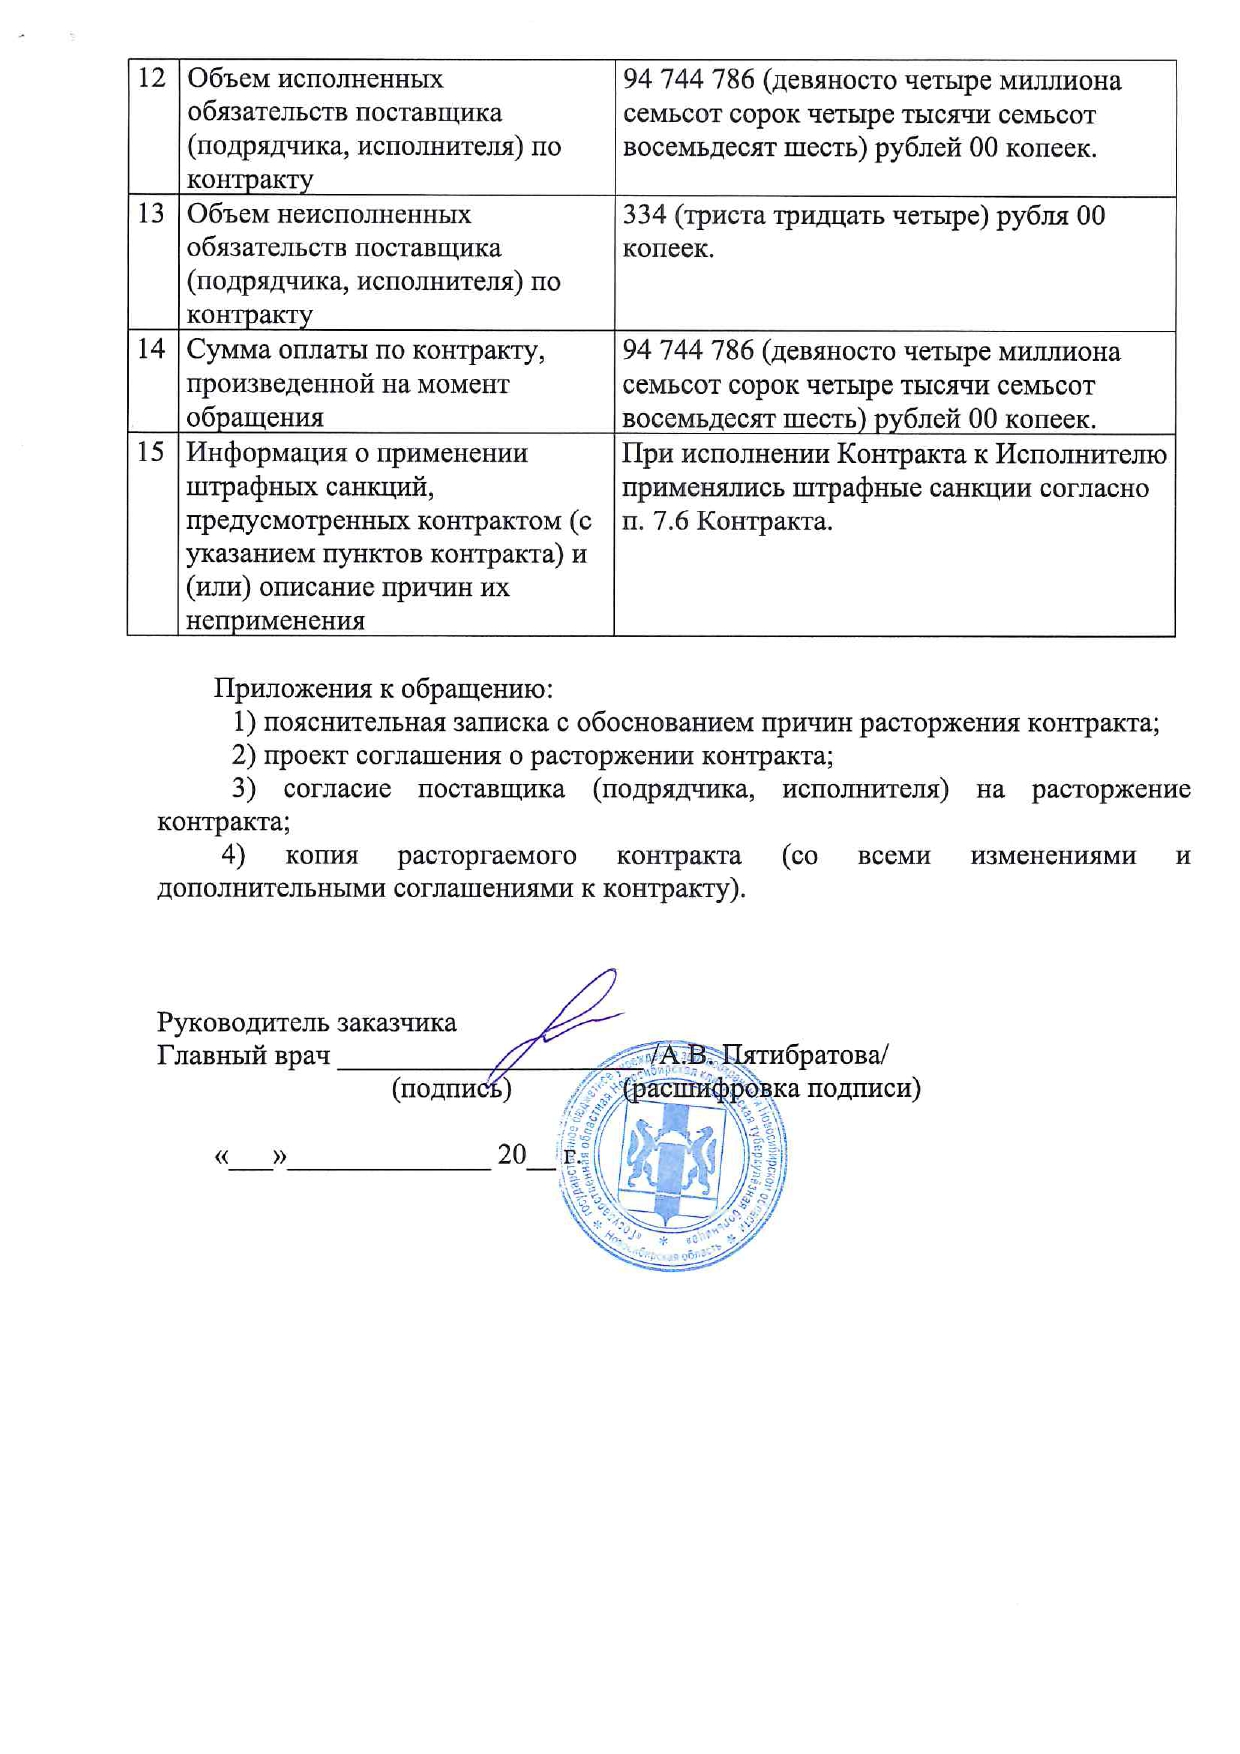 12 Объем исполненных 94 744 786 (девяносто четыре миллиона
обязательств поставщика семьсот сорок четыре тысячи семьсот
(подрядчика, исполнителя) по восемьдесят шесть) рублей 00 копеек.
контракту
13 Объем неисполненных 334 (триста тридцать четыре) рубля 00
обязательств поставщика копеек.
(подрядчика, исполнителя) по
контракту
14 Сумма оплаты по контракту, 94 744 786 (девяносто четыре миллиона
произведенной на момент семьсот сорок четыре тысячи семьсот
обращения восемьдесят шесть) рублей 00 копеек.
15 Информация о применении При исполнении Контракта к Исполнителю
штрафных санкций, применялись штрафные санкции согласно
предусмотренных контрактом (с п. 7.6 Контракта.
указанием пунктов контракта) и
(или) описание причин их
неприменения
Приложения к обращению:
1) пояснительная записка с обоснованием причин расторжения контракта;
2) проект соглашения о расторжении контракта;
3) согласие поставщика (подрядчика, исполнителя) на расторжение
контракта;
4) копия расторгаемого контракта (со всеми изменениями и
дополнительными соглашениями к контракту).
Руководитель заказчика
Главный врач ______________________ /А.В. Пятибратова/
(подпись) (расшифровка подписи)
«___»______________ 20__ г.
Новосибирская область